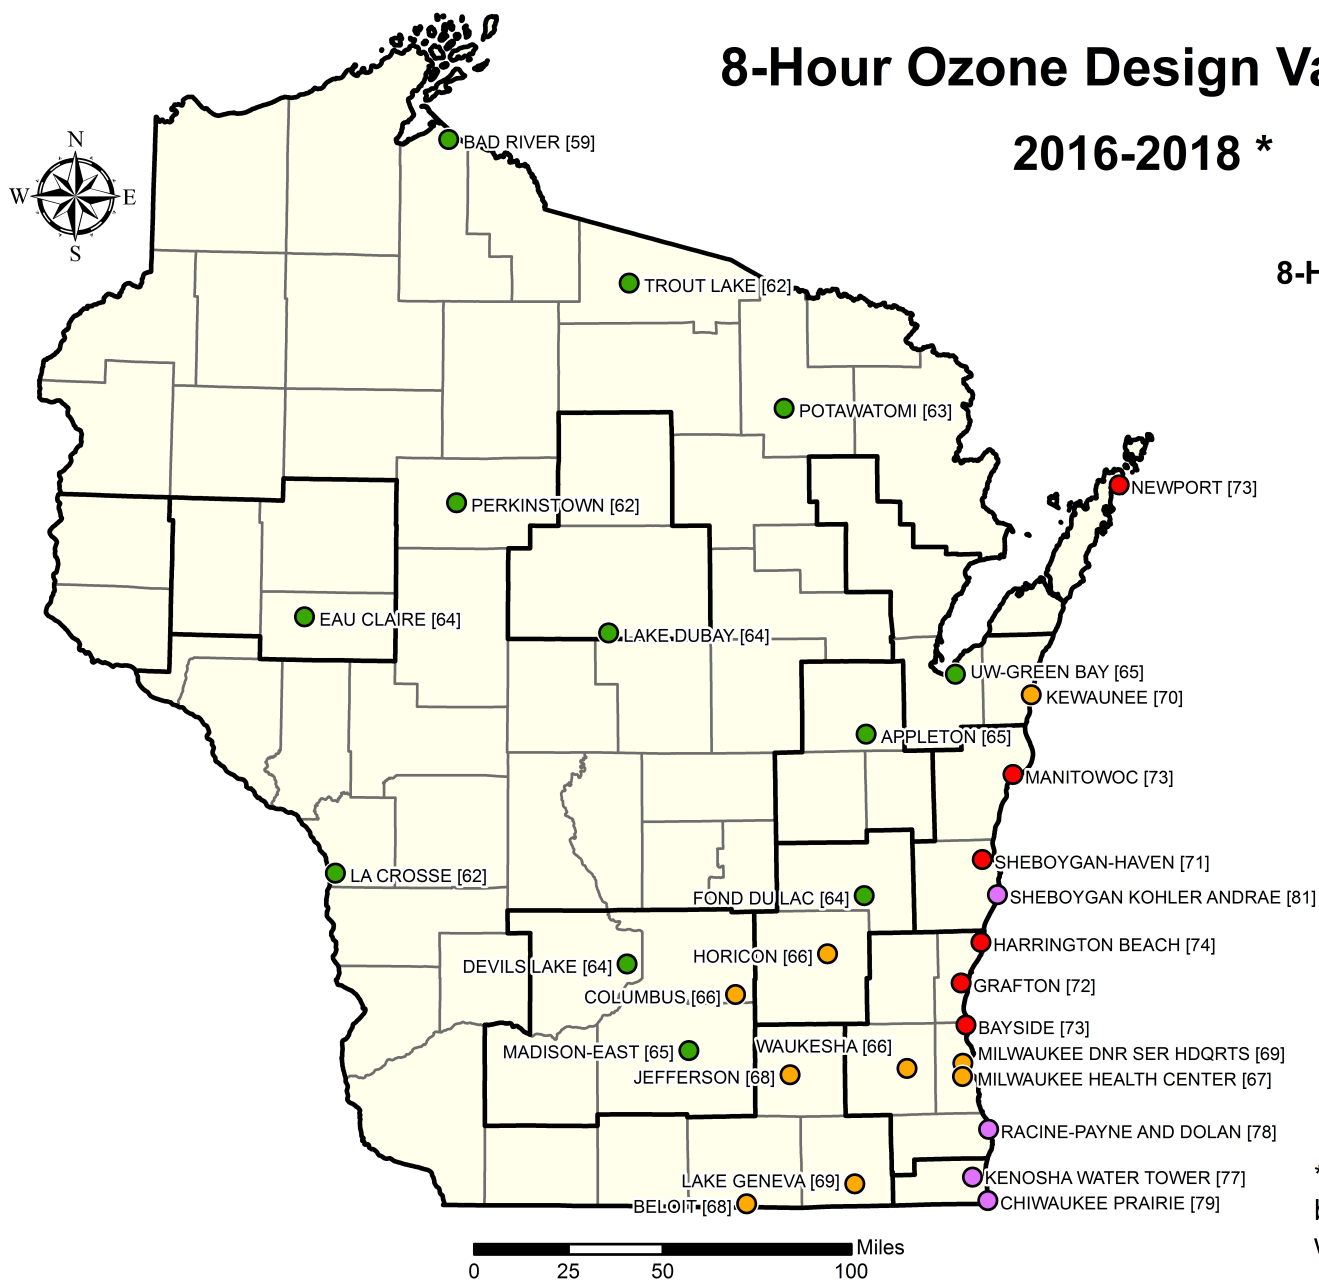 8-Hour Ozone Design Va
2016-2018 *
N
W E
S
8-H
BAD RIVER [59]
TROUT LAKE [62]
POTAWATOMI [63]
NEWPORT [73]
PERKINSTOWN [62]
EAU CLAIRE [64]
LAKE DUBAY [64]
UW-GREEN BAY [65]
KEWAUNEE [70]
APPLETON [65]
MANITOWOC [73]
SHEBOYGAN-HAVEN [71]
LA CROSSE [62]
FOND DU LAC [64]
SHEBOYGAN KOHLER ANDRAE [81]
HARRINGTON BEACH [74]
HORICON [66]
DEVILS LAKE [64]
GRAFTON [72]
COLUMBUS [66]
BAYSIDE [73]
WAUKESHA [66]
MADISON-EAST [65]
MILWAUKEE DNR SER HDQRTS [69]
JEFFERSON [68]
MILWAUKEE HEALTH CENTER [67]
RACINE-PAYNE AND DOLAN [78]
KENOSHA WATER TOWER [77]
LAKE GENEVA [69]
CHIWAUKEE PRAIRIE [79]
BELOIT [68]
*
Miles
0 25 50 100